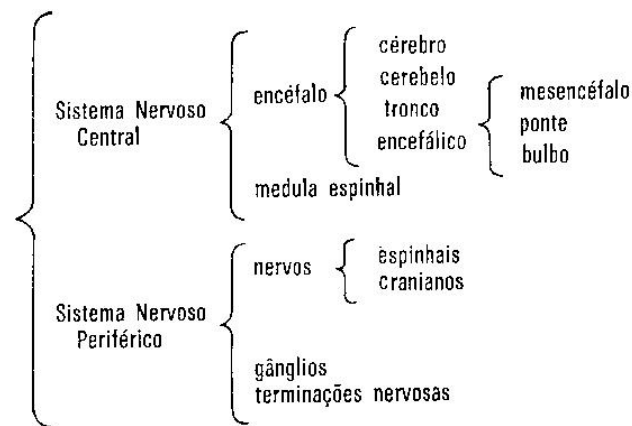 Sistema Nervoso
Central
encéfalo
cérebro
cerebelo
tronco
encefálico
mesencéfalo
ponte
bulbo
medula espinhal
Sistema Nervoso
Periférico
nervos
espinhais
cranianos
gânglios
terminações nervosas